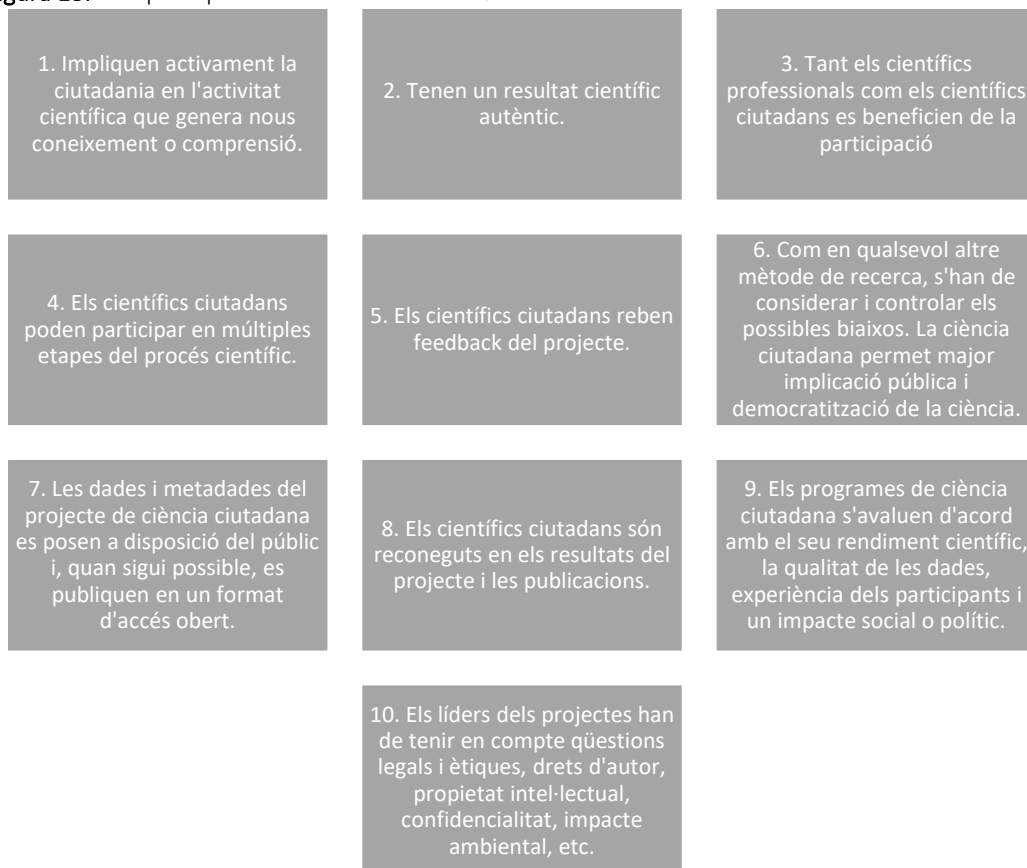 1. Impliquen activament la
ciutadania en l'activitat
científica que genera nous
coneixement o comprensió.
2. Tenen un resultat científic
autèntic.
3. Tant els científics
professionals com els científics
ciutadans es beneficien de la
participació
4. Els científics ciutadans
poden participar en múltiples
etapes del procés científic.
5. Els científics ciutadans reben
feedback del projecte.
6. Com en qualsevol altre
mètode de recerca, s'han de
considerar i controlar els
possibles biaixos. La ciència
ciutadana permet major
implicació pública i
democratització de la ciència.
7. Les dades i metadades del
projecte de ciència ciutadana
es posen a disposició del públic
i, quan sigui possible, es
publiquen en un format
d'accés obert.
8. Els científics ciutadans són
reconeguts en els resultats del
projecte i les publicacions.
9. Els programes de ciència
ciutadana s'avaluen d'acord
amb el seu rendiment científic,
la qualitat de les dades,
experiència dels participants i
un impacte social o polític.
10. Els líders dels projectes han
de tenir en compte qüestions
legals i ètiques, drets d'autor,
propietat intel·lectual,
confidencialitat, impacte
ambiental, etc.